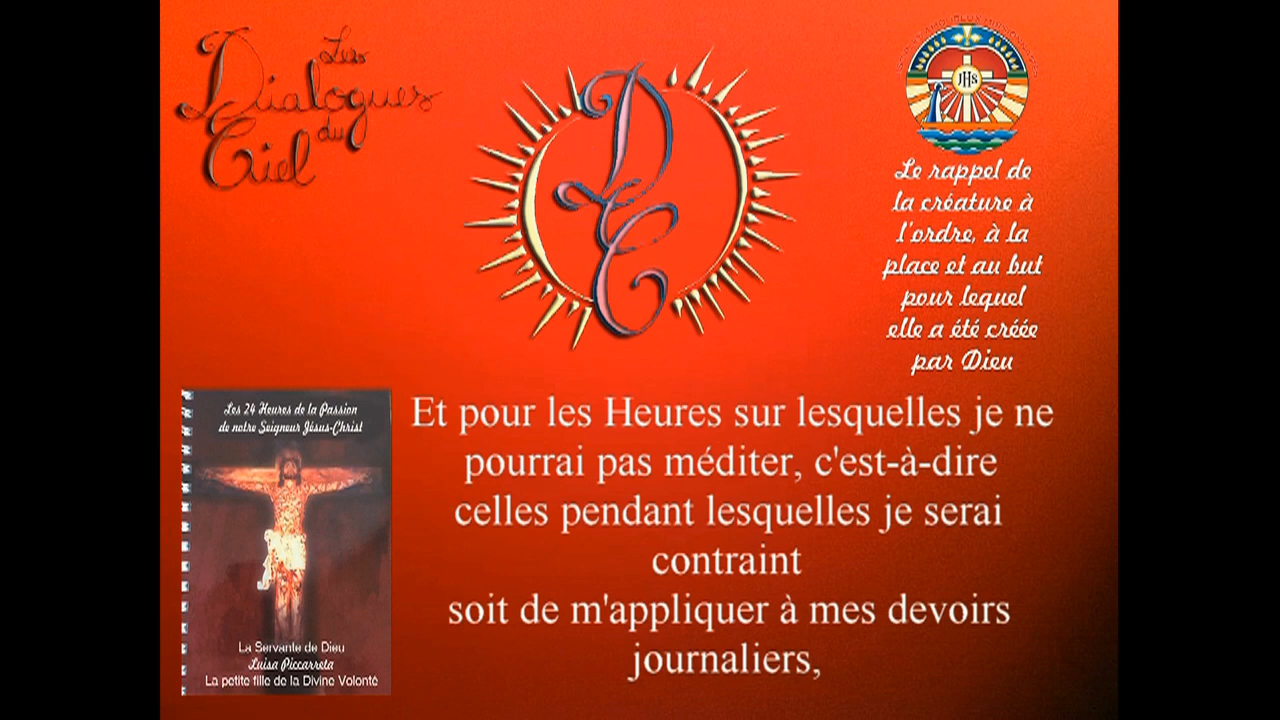 Les
Dialogues
du
Ciel
D
C
JHS
Le rappel de
la créature à
l'ordre, à la
place et au but
pour lequel
elle a été créée
par Dieu
Les 24 Heures de la Passion
de notre Seigneur Jésus-Christ
La Servante de Dieu
Luisa Piccarreta
La petite fille de la Divine Volonté
Et pour les Heures sur lesquelles je ne
pourrai pas méditer, c'est-à-dire
celles pendant lesquelles je serai
contraint
soit de m'appliquer à mes devoirs
journaliers,